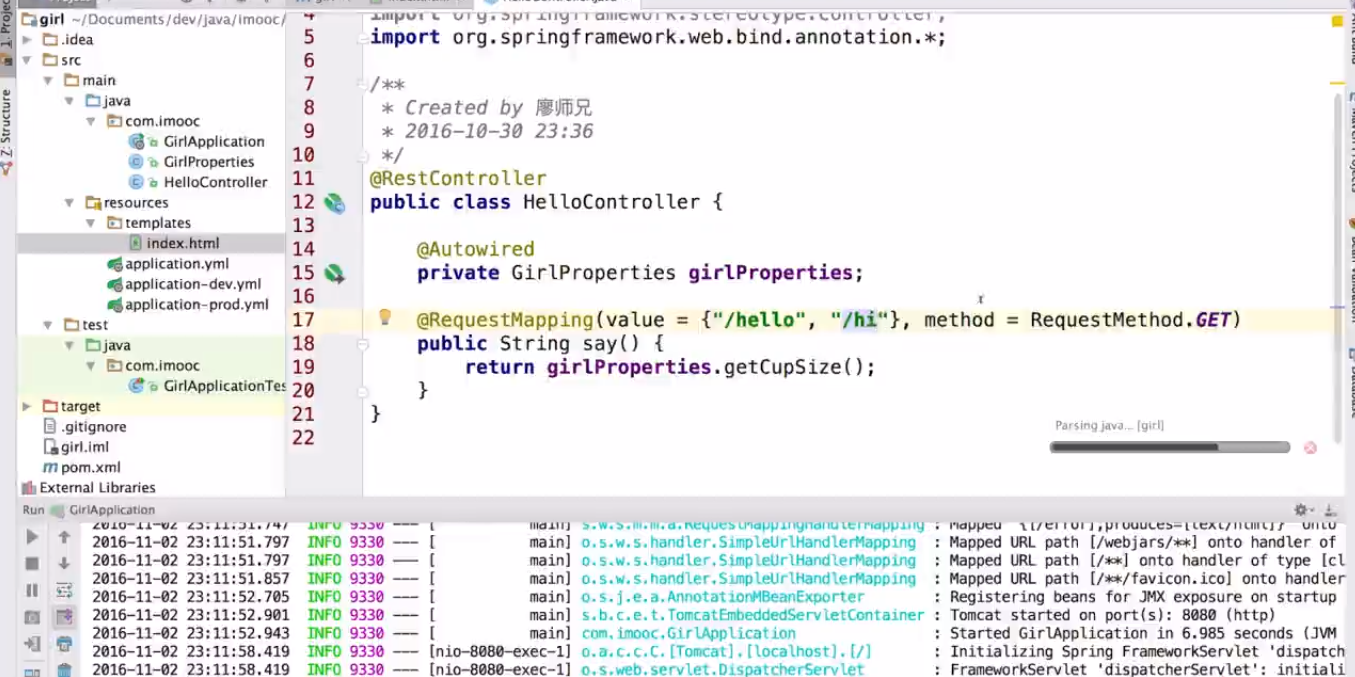 girl ~/Documents/dev/java/imooc/
.idea
src
main
java
com.imooc
GirlApplication
GirlProperties
HelloController
resources
templates
index.html
application.yml
application-dev.yml
application-prod.yml
test
java
com.imooc
GirlApplicationTes
target
.gitignore
girl.iml
pom.xml
External Libraries
Z: Structure
4 import org.springframework.stereotype.Controller;
5 import org.springframework.web.bind.annotation.*;
6
7 /**
8 * Created by 廖师兄
9 * 2016-10-30 23:36
10 */
11 @RestController
12 public class HelloController {
13
14 @Autowired
15 private GirlProperties girlProperties;
16
17 @RequestMapping(value = {"/hello", "/hi"}, method = RequestMethod.GET)
18 public String say() {
19 return girlProperties.getCupSize();
20 }
21 }
22
Parsing java... [girl]
Run GirlApplication
2016-11-02 23:11:51.747 INFO 9330 --- [ main] s.w.s.m.m.a.RequestMappingHandlerMapping : Mapped "{[/error],produces=[text/html]}" onto
2016-11-02 23:11:51.797 INFO 9330 --- [ main] o.s.w.s.handler.SimpleUrlHandlerMapping : Mapped URL path [/webjars/**] onto handler of
2016-11-02 23:11:51.797 INFO 9330 --- [ main] o.s.w.s.handler.SimpleUrlHandlerMapping : Mapped URL path [/**] onto handler of type [cl
2016-11-02 23:11:51.857 INFO 9330 --- [ main] o.s.w.s.handler.SimpleUrlHandlerMapping : Mapped URL path [/**/favicon.ico] onto handler
2016-11-02 23:11:52.705 INFO 9330 --- [ main] o.s.j.e.a.AnnotationMBeanExporter : Registering beans for JMX exposure on startup
2016-11-02 23:11:52.901 INFO 9330 --- [ main] s.b.c.e.t.TomcatEmbeddedServletContainer : Tomcat started on port(s): 8080 (http)
2016-11-02 23:11:52.943 INFO 9330 --- [ main] com.imooc.GirlApplication : Started GirlApplication in 6.985 seconds (JVM
2016-11-02 23:11:58.419 INFO 9330 --- [nio-8080-exec-1] o.a.c.c.C.[Tomcat].[localhost].[/] : Initializing Spring FrameworkServlet 'dispatch
2016-11-02 23:11:58.419 INFO 9330 --- [nio-8080-exec-1] o.s.web.servlet.DispatcherServlet : FrameworkServlet 'dispatcherServlet': initiali